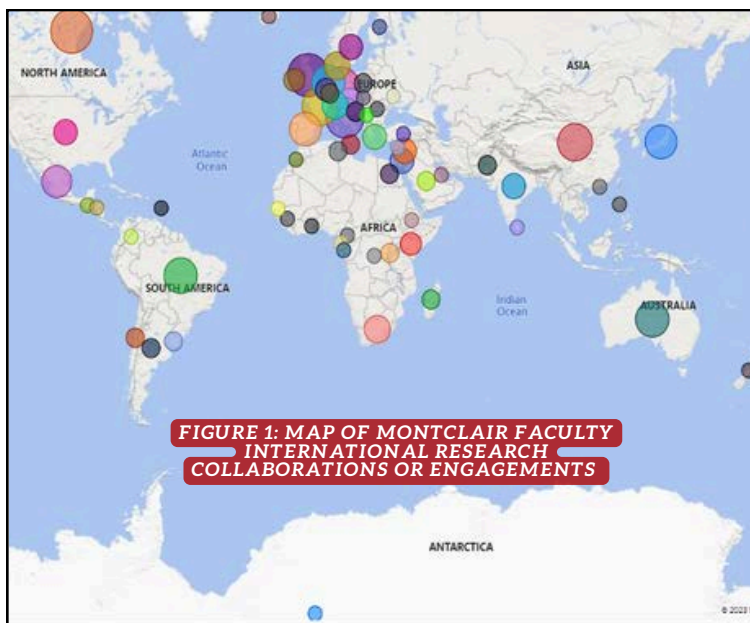 NORTH AMERICA
ASIA
EUROPE
Atlantic
Ocean
AFRICA
SOUTH AMERICA
Indian
Ocean
AUSTRALIA
FIGURE 1: MAP OF MONTCLAIR FACULTY
INTERNATIONAL RESEARCH
COLLABORATIONS OR ENGAGEMENTS
ANTARCTICA
© 2023